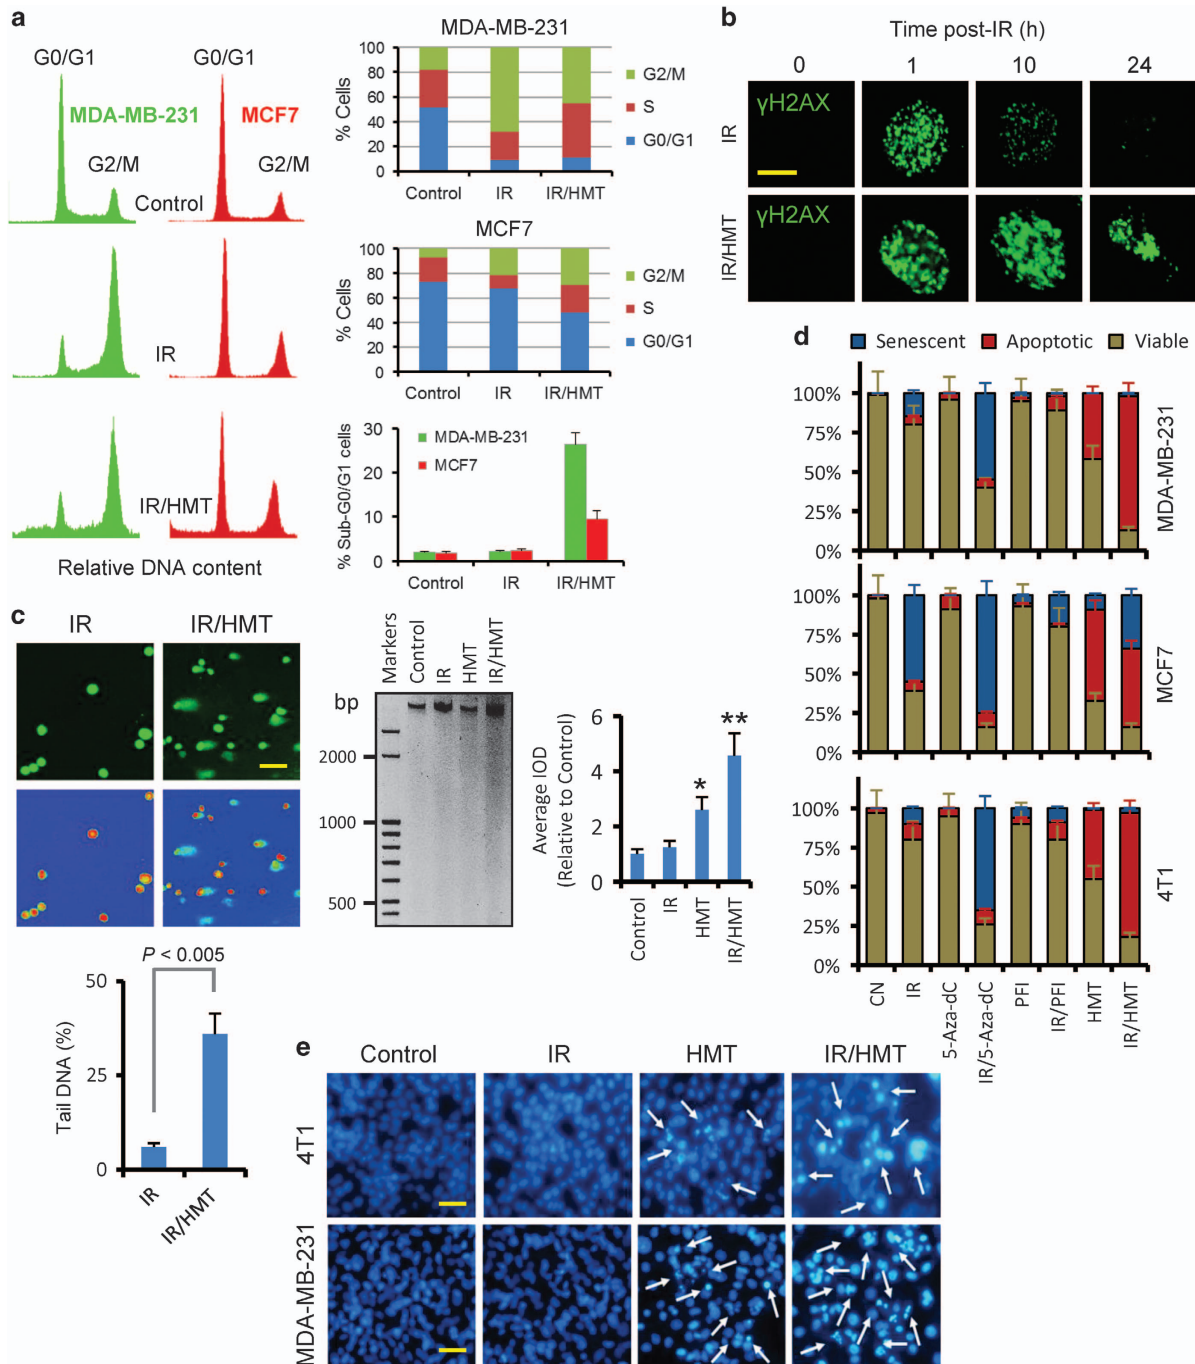 a
G0/G1
G0/G1
MDA-MB-231
MCF7
G2/M
G2/M
Control
IR
IR/HMT
Relative DNA content
MDA-MB-231
% Cells
100
80
60
40
20
0
G2/M
S
G0/G1
Control IR IR/HMT
MCF7
% Cells
100
80
60
40
20
0
G2/M
S
G0/G1
Control IR IR/HMT
% Sub-G0/G1 cells
30
20
10
0
MDA-MB-231
MCF7
Control IR IR/HMT
b
Time post-IR (h)
0 1 10 24
IR
γH2AX
IR/HMT
γH2AX
c
IR IR/HMT
Markers
Control
IR
HMT
IR/HMT
bp
2000
1000
500
Average IOD
(Relative to Control)
6
4
2
0
*
**
Control
IR
HMT
IR/HMT
P < 0.005
Tail DNA (%)
50
25
0
IR
IR/HMT
d
Senescent Apoptotic Viable
100%
75%
50%
25%
0%
MDA-MB-231
100%
75%
50%
25%
0%
MCF7
100%
75%
50%
25%
0%
4T1
CN
IR
5-Aza-dC
IR/5-Aza-dC
PFI
IR/PFI
HMT
IR/HMT
e
Control IR HMT IR/HMT
4T1
MDA-MB-231